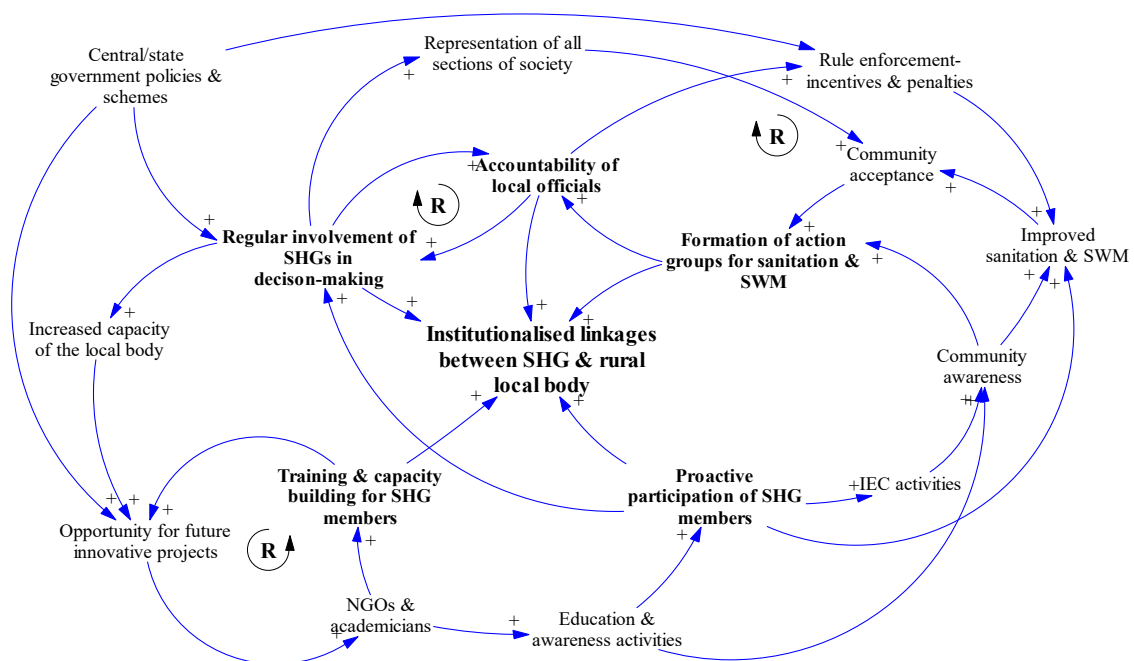 Central/state
government policies &
schemes
Representation of all
sections of society
Rule enforcement-
incentives & penalties
+
+
R
Community
acceptance
+
+
Accountability of
local officials
+
+
R
Regular involvement of
SHGs in
decison-making
+
+
+
Formation of action
groups for sanitation &
SWM
+
+
Improved
sanitation & SWM
+
+
+
Increased capacity
of the local body
+
+
+
+
Institutionalised linkages
between SHG & rural
local body
+
+
Community
awareness
++
Training & capacity
building for SHG
members
Proactive
participation of SHG
members
+
IEC activities
+
+
+
Opportunity for future
innovative projects
R
+
+
NGOs &
academicians
+
+
Education &
awareness activities